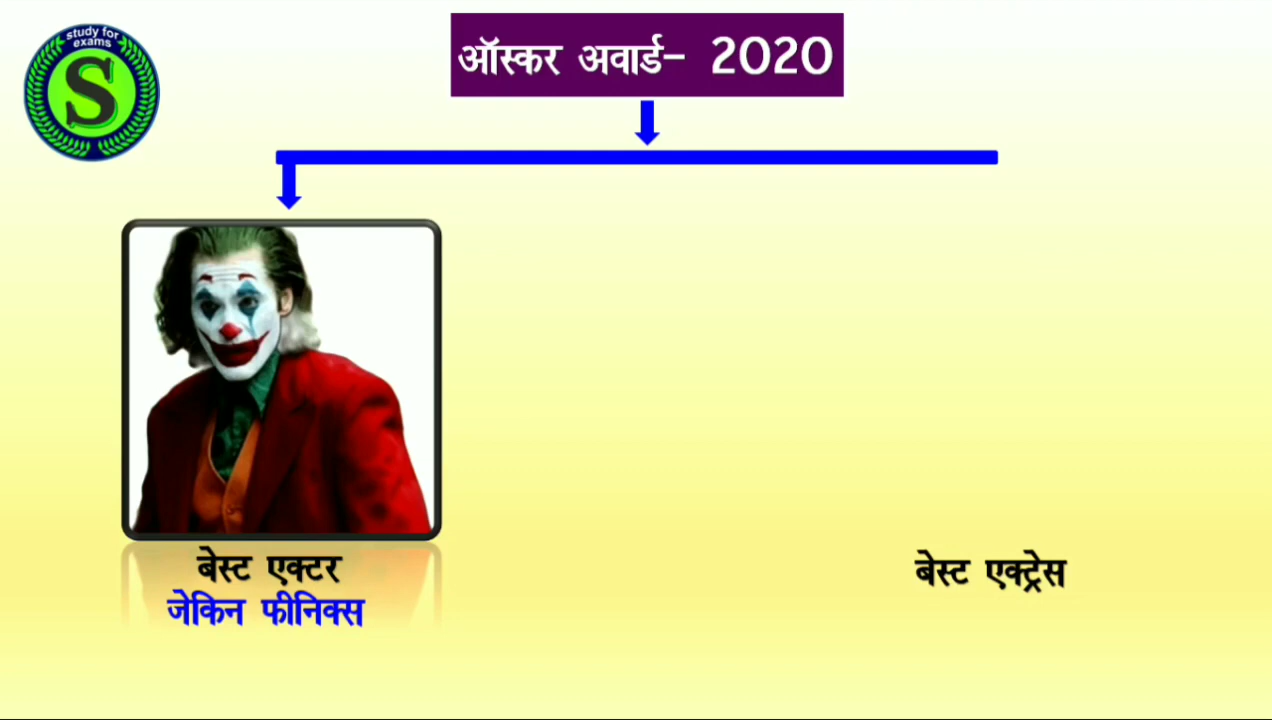 study for
exams
S
ऑस्कर अवार्ड- 2020
बेस्ट एक्टर
जेकिन फीनिक्स
बेस्ट एक्ट्रेस